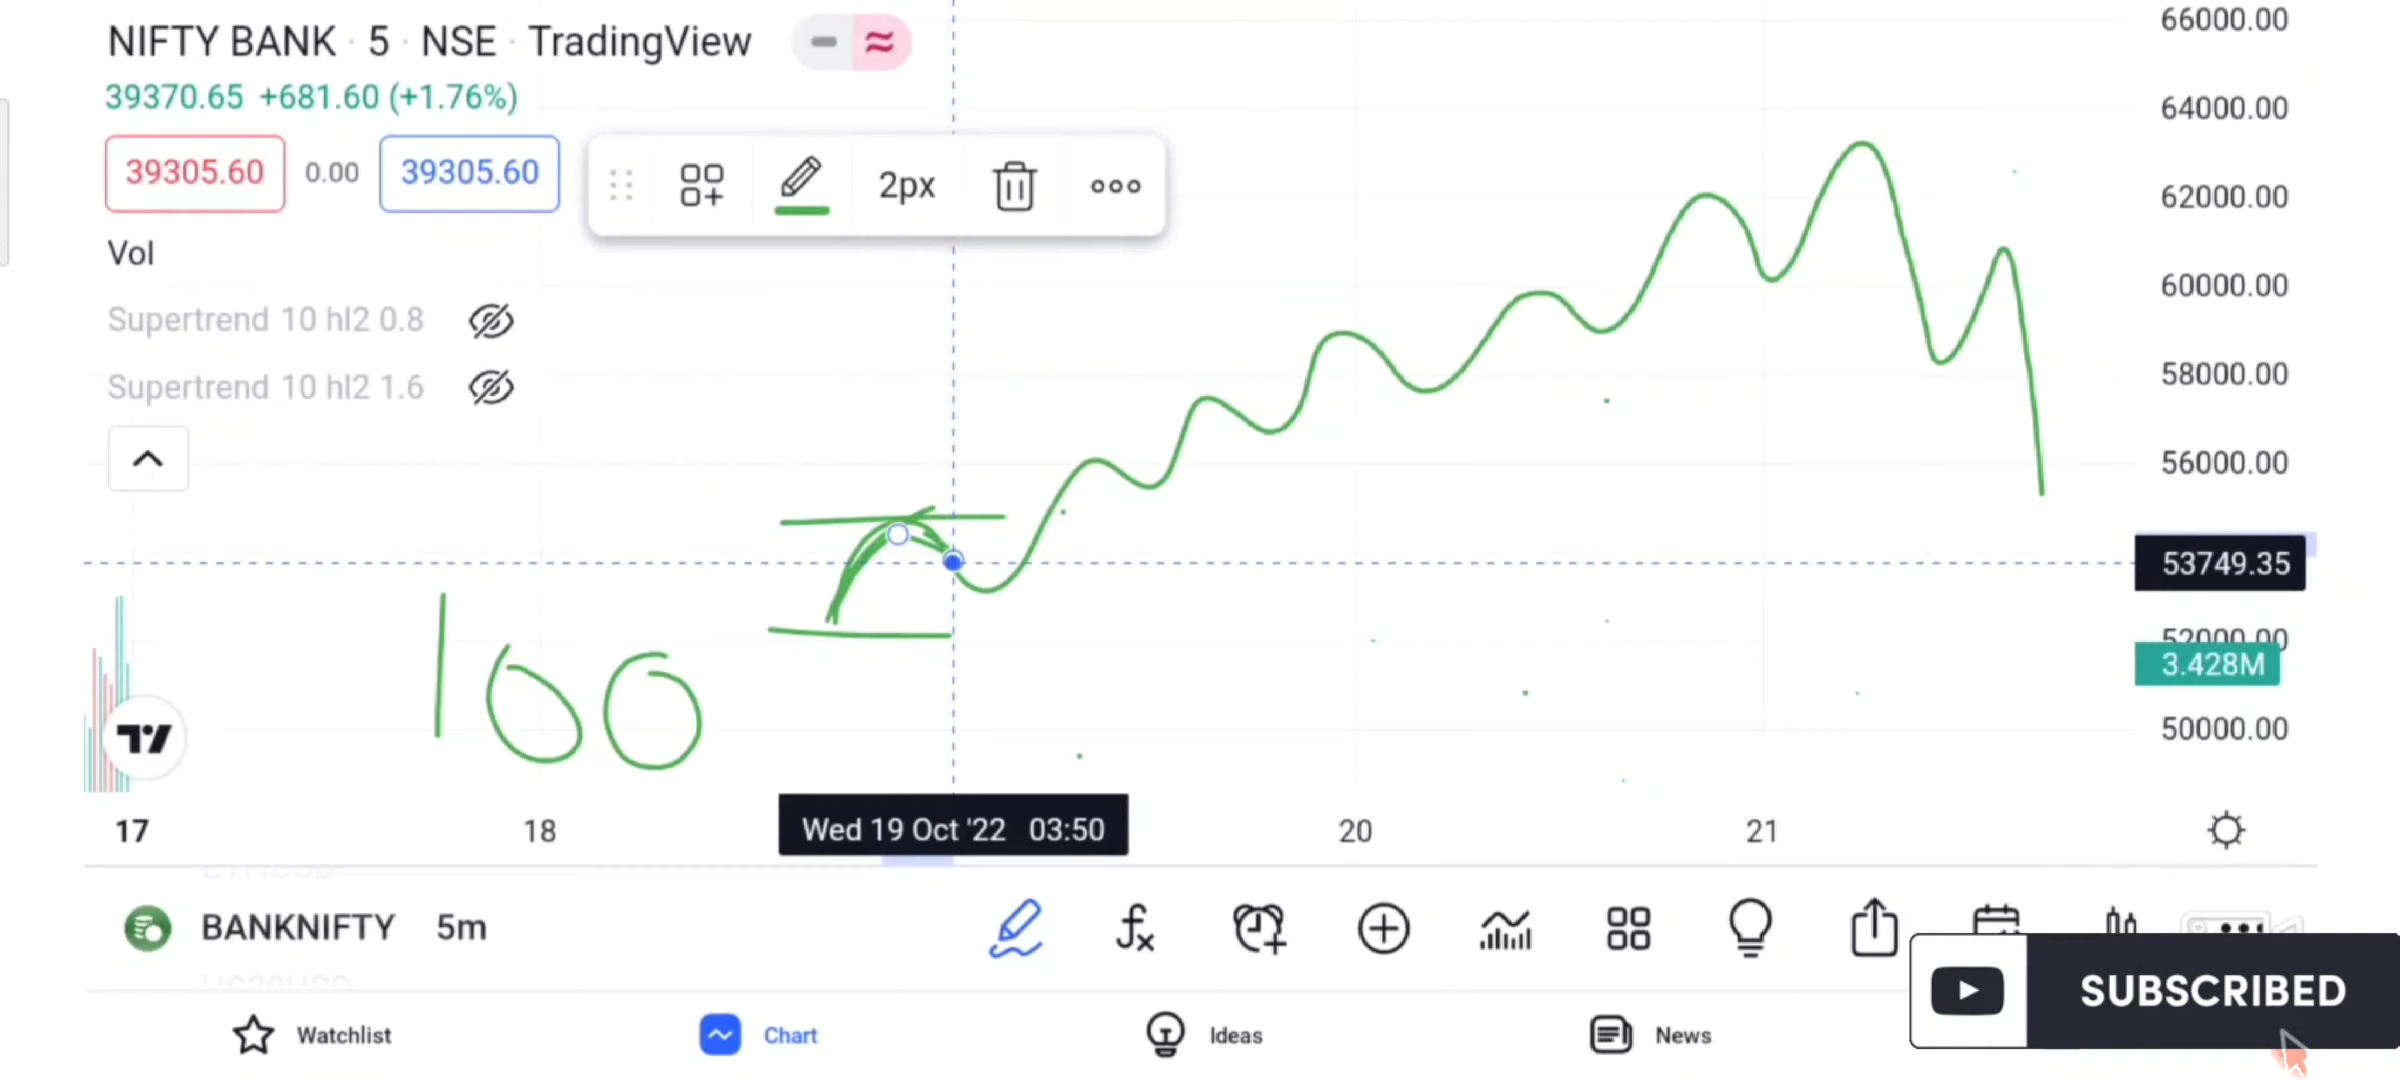 NIFTY BANK · 5 · NSE · TradingView
39370.65 +681.60 (+1.76%)
39305.60 0.00 39305.60
2px
Vol
Supertrend 10 hl2 0.8
Supertrend 10 hl2 1.6
66000.00
64000.00
62000.00
60000.00
58000.00
56000.00
53749.35
52000.00
3.428M
50000.00
100
17 18 Wed 19 Oct '22 03:50 20 21
BANKNIFTY 5m
SUBSCRIBED
Watchlist Chart Ideas News